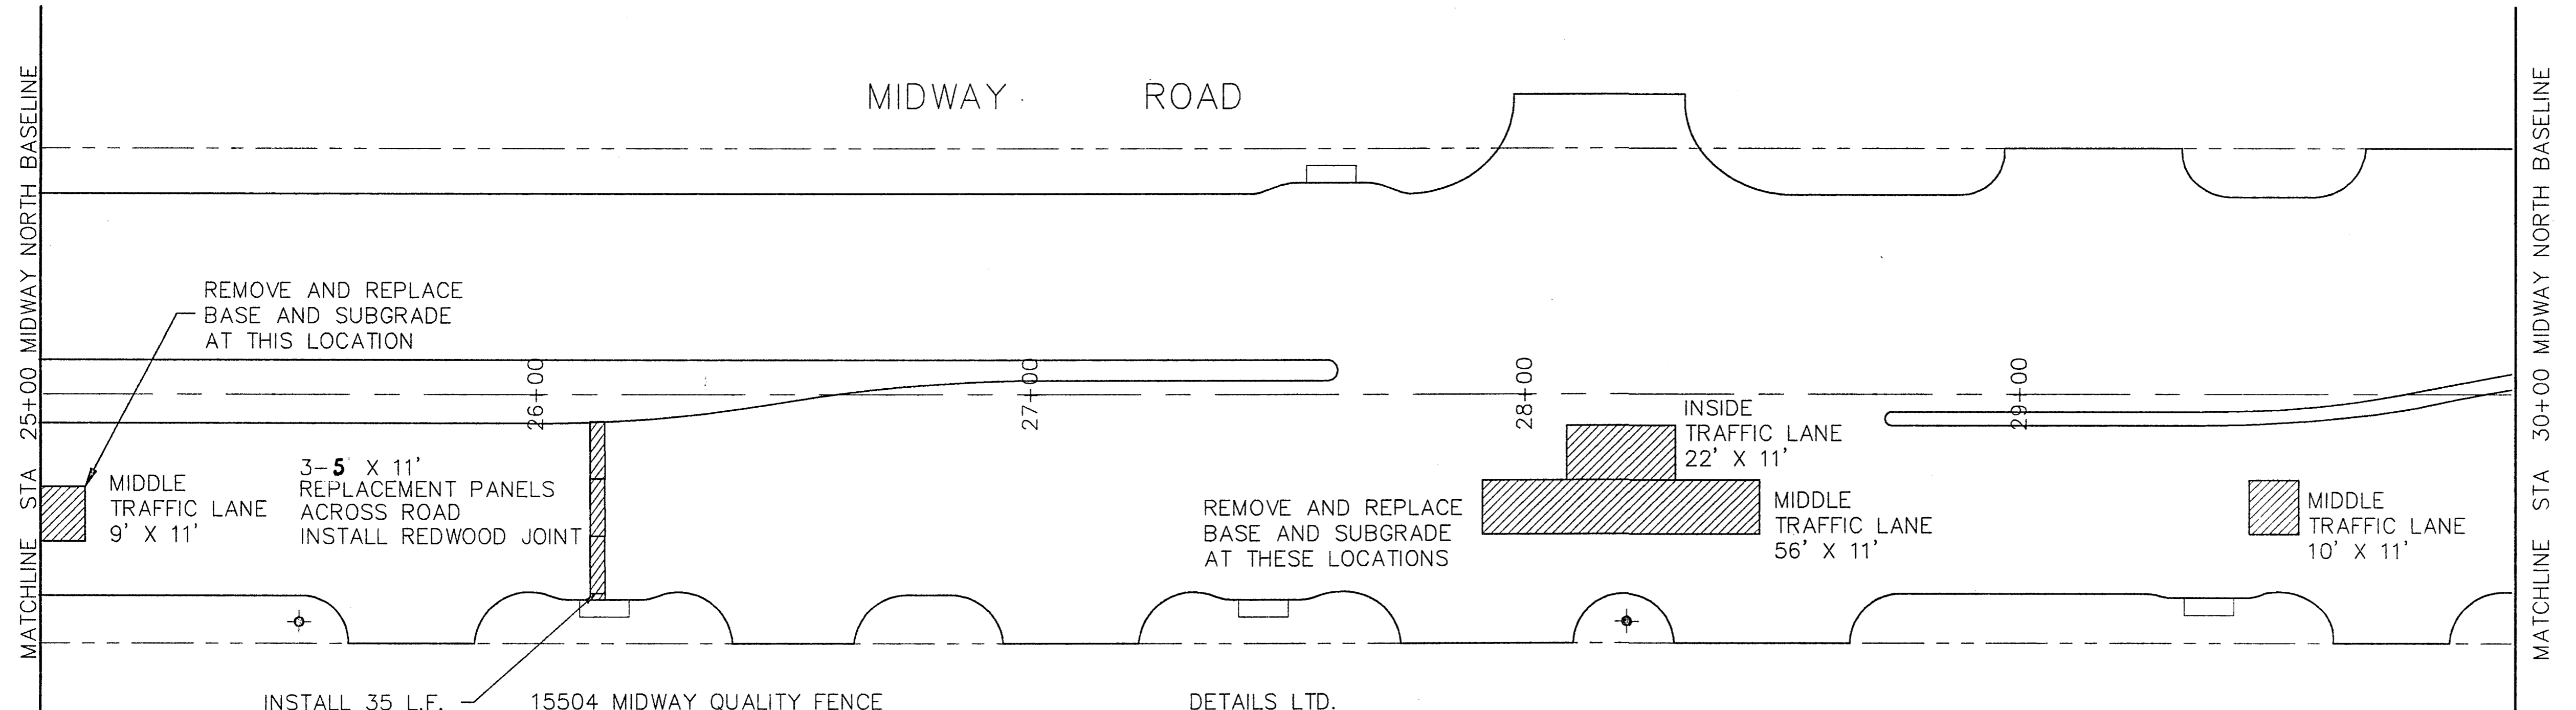 MIDWAY ROAD
MATCHLINE STA 25+00 MIDWAY NORTH BASELINE
REMOVE AND REPLACE
BASE AND SUBGRADE
AT THIS LOCATION
26+00
27+00
28+00
29+00
MIDDLE
TRAFFIC LANE
9' X 11'
3-5' X 11'
REPLACEMENT PANELS
ACROSS ROAD
INSTALL REDWOOD JOINT
REMOVE AND REPLACE
BASE AND SUBGRADE
AT THESE LOCATIONS
INSIDE
TRAFFIC LANE
22' X 11'
MIDDLE
TRAFFIC LANE
56' X 11'
MIDDLE
TRAFFIC LANE
10' X 11'
MATCHLINE STA 30+00 MIDWAY NORTH BASELINE
INSTALL 35 L.F.
15504 MIDWAY QUALITY FENCE
DETAILS LTD.